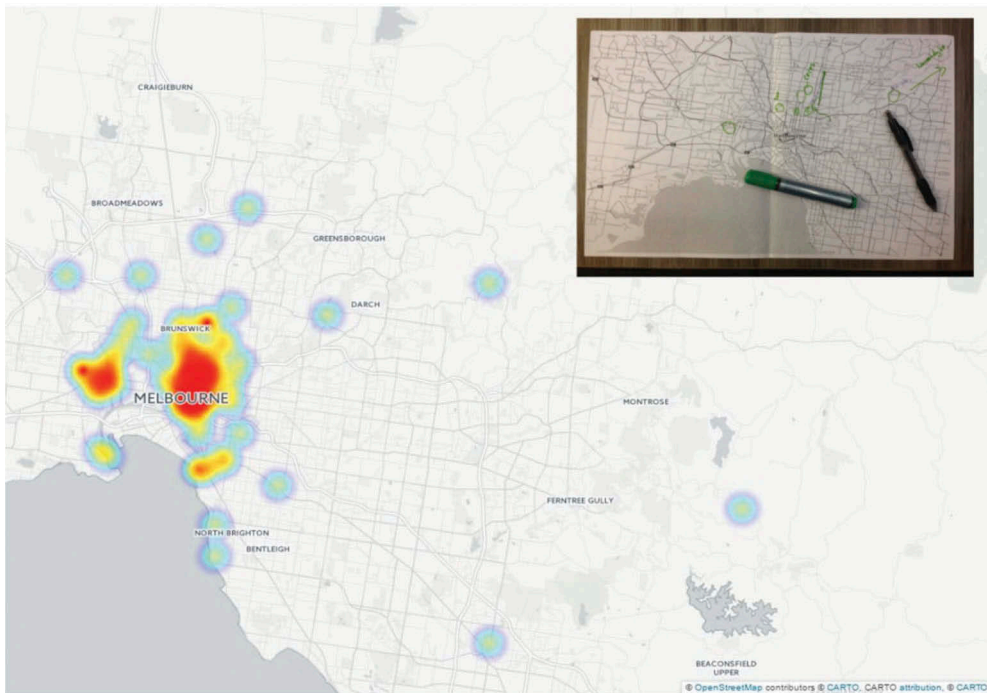 CRAIGIEBURN
BROADMEADOWS
GREENSBOROUGH
DARCH
BRUNSWICK
MELBOURNE
MONTROSE
FERNTREE GULLY
NORTH BRIGHTON
BENTLEIGH
BEACONSFIELD
UPPER
© OpenStreetMap contributors © CARTO, CARTO attribution, © CARTO